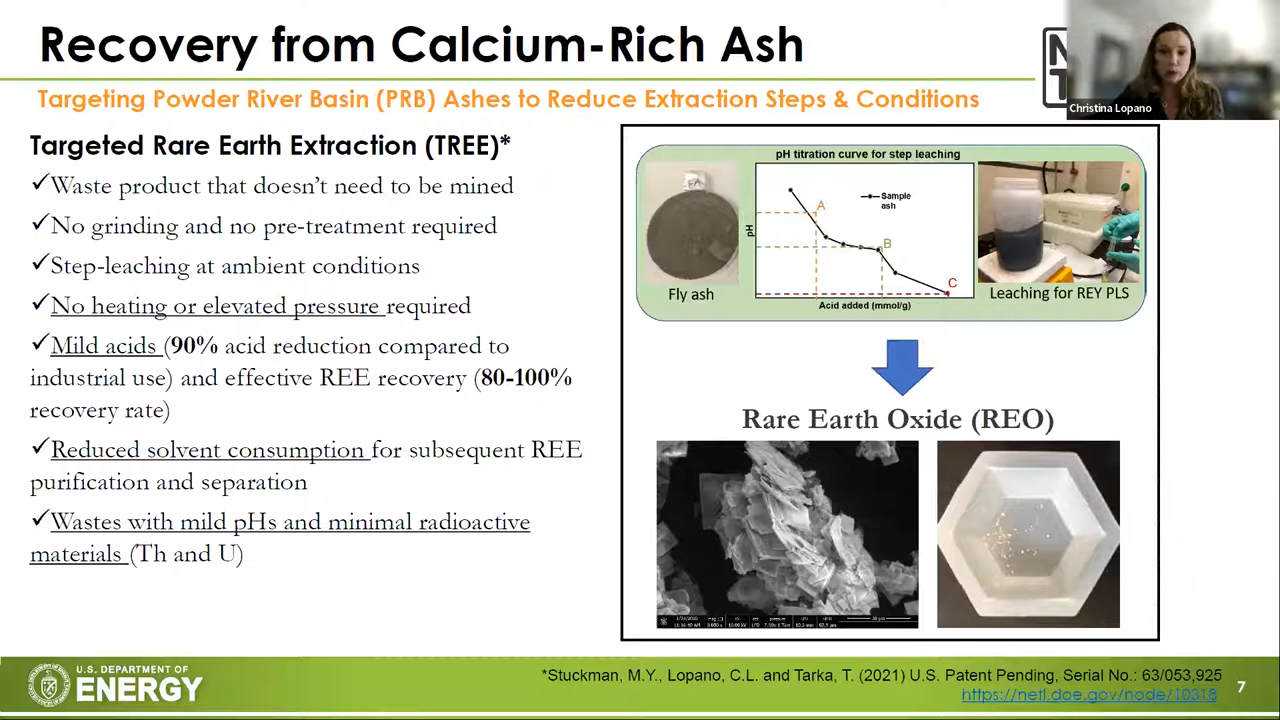 Recovery from Calcium-Rich Ash
Christina Lopano
Targeting Powder River Basin (PRB) Ashes to Reduce Extraction Steps & Conditions
Targeted Rare Earth Extraction (TREE)*
✓Waste product that doesn't need to be mined
✓No grinding and no pre-treatment required
✓Step-leaching at ambient conditions
✓No heating or elevated pressure required
✓Mild acids (90% acid reduction compared to
industrial use) and effective REE recovery (80-100%
recovery rate)
✓Reduced solvent consumption for subsequent REE
purification and separation
✓Wastes with mild pHs and minimal radioactive
materials (Th and U)
pH titration curve for step leaching
Sample
ash
A
B
C
pH
Acid added (mmol/g)
Fly ash
Leaching for REY PLS
Rare Earth Oxide (REO)
U.S. DEPARTMENT OF
ENERGY
*Stuckman, M.Y., Lopano, C.L. and Tarka, T. (2021) U.S. Patent Pending, Serial No.: 63/053,925
https://netl.doe.gov/node/10318
7